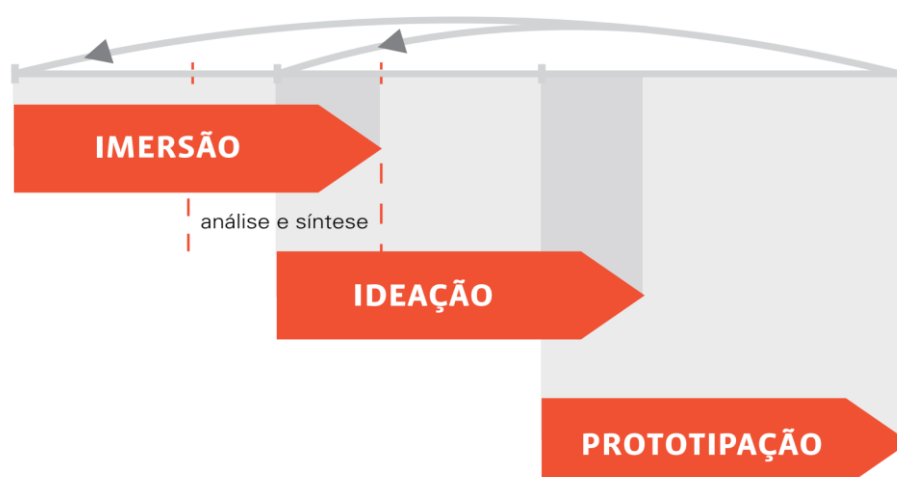 IMERSÃO
análise e síntese
IDEAÇÃO
PROTOTIPAÇÃO